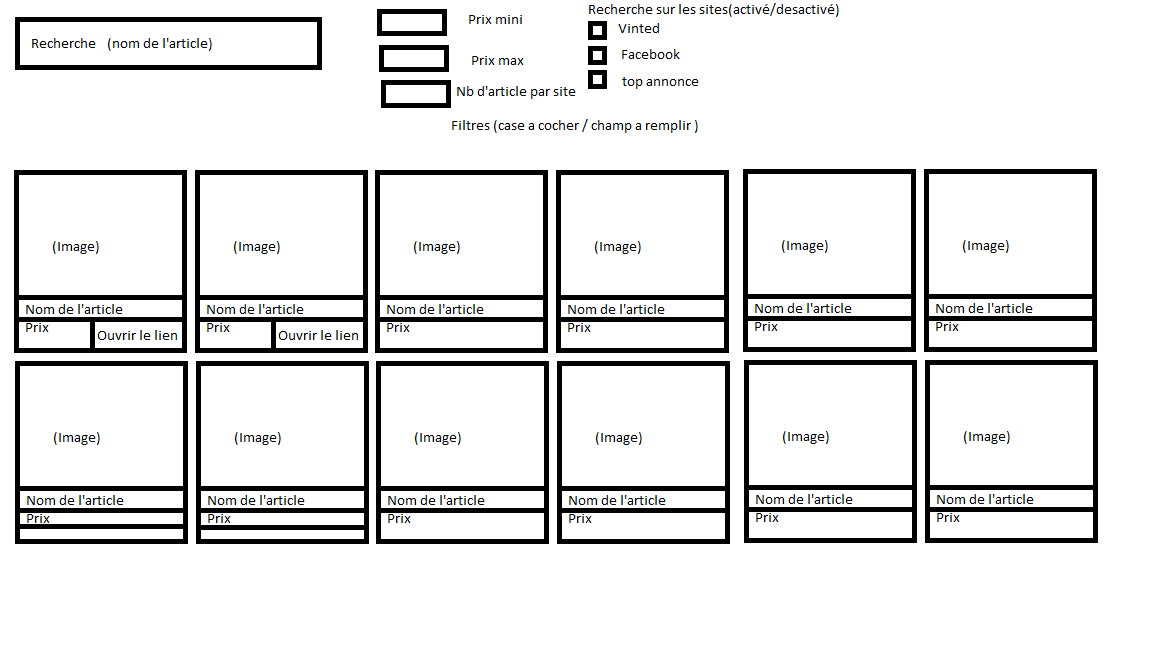 Recherche (nom de l'article)
Prix mini
Prix max
Nb d'article par site
Filtres (case a cocher / champ a remplir )
Recherche sur les sites(activé/desactivé)
Vinted
Facebook
top annonce
(Image) (Image) (Image) (Image) (Image) (Image)
Nom de l'article Nom de l'article Nom de l'article Nom de l'article Nom de l'article Nom de l'article
Prix Ouvrir le lien Prix Ouvrir le lien Prix Prix Prix Prix
(Image) (Image) (Image) (Image) (Image) (Image)
Nom de l'article Nom de l'article Nom de l'article Nom de l'article Nom de l'article Nom de l'article
Prix Prix Prix Prix Prix Prix